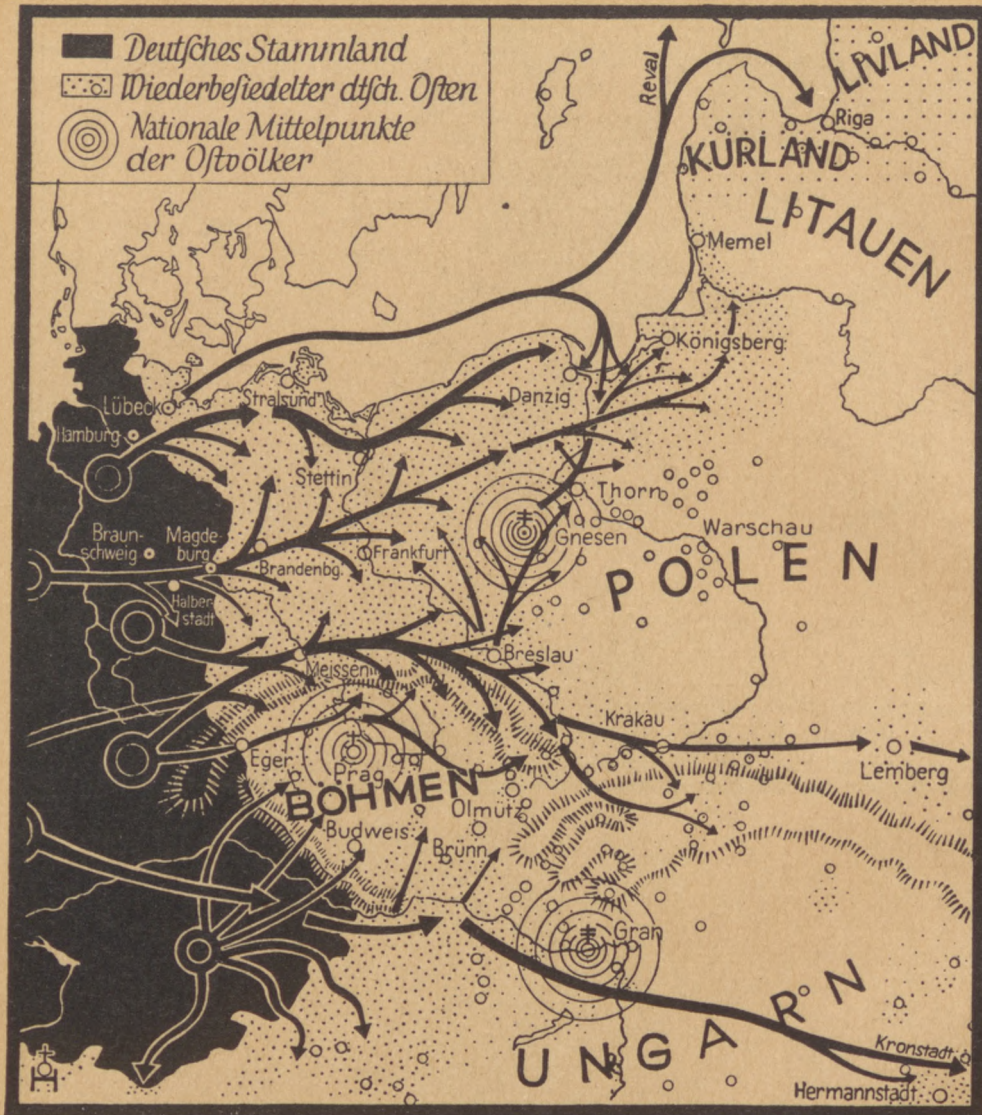 Deutſches Stammland
Wiederbeſiedelter dtſch. Oſten
Nationale Mittelpunkte
der Oſtvölker
Reval
LIVLAND
Riga
KURLAND
LITAUEN
Memel
Königsberg
Lübeck
Stralsund
Danzig
Hamburg
Stettin
Thorn
Braun-
schweig
Magde-
burg
Brandenbg.
Frankfurt
Gnesen
Warschau
POLEN
Halber-
stadt
Meissen
Breslau
Krakau
Eger
Prag
Lemberg
BÖHMEN
Olmütz
Budweis
Brünn
Gran
UNGARN
Kronstadt
Hermannstadt
H